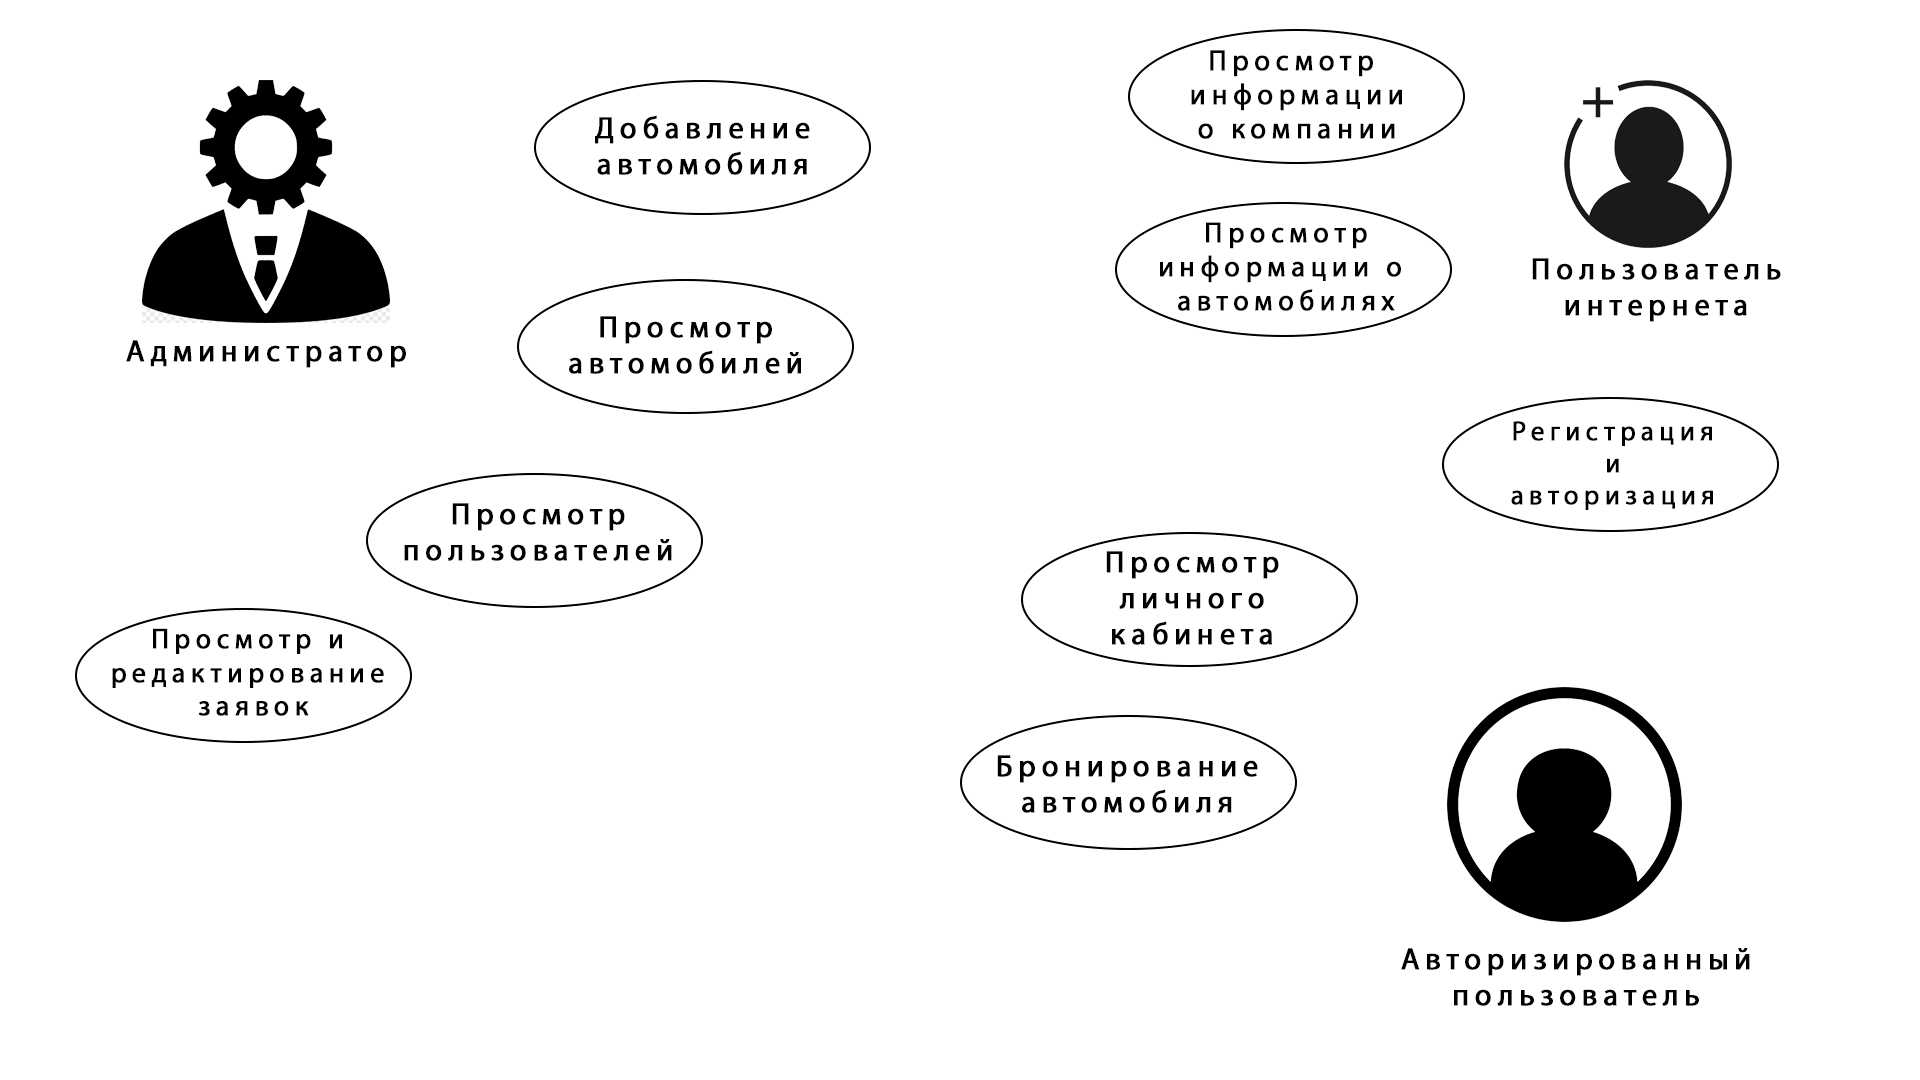 Добавление
автомобиля
Просмотр
информации
о компании
Просмотр
информации о
автомобилях
Пользователь
интернета
Администратор
Просмотр
автомобилей
Регистрация
и
авторизация
Просмотр
пользователей
Просмотр
личного
кабинета
Просмотр и
редактирование
заявок
Бронирование
автомобиля
Авторизированный
пользователь